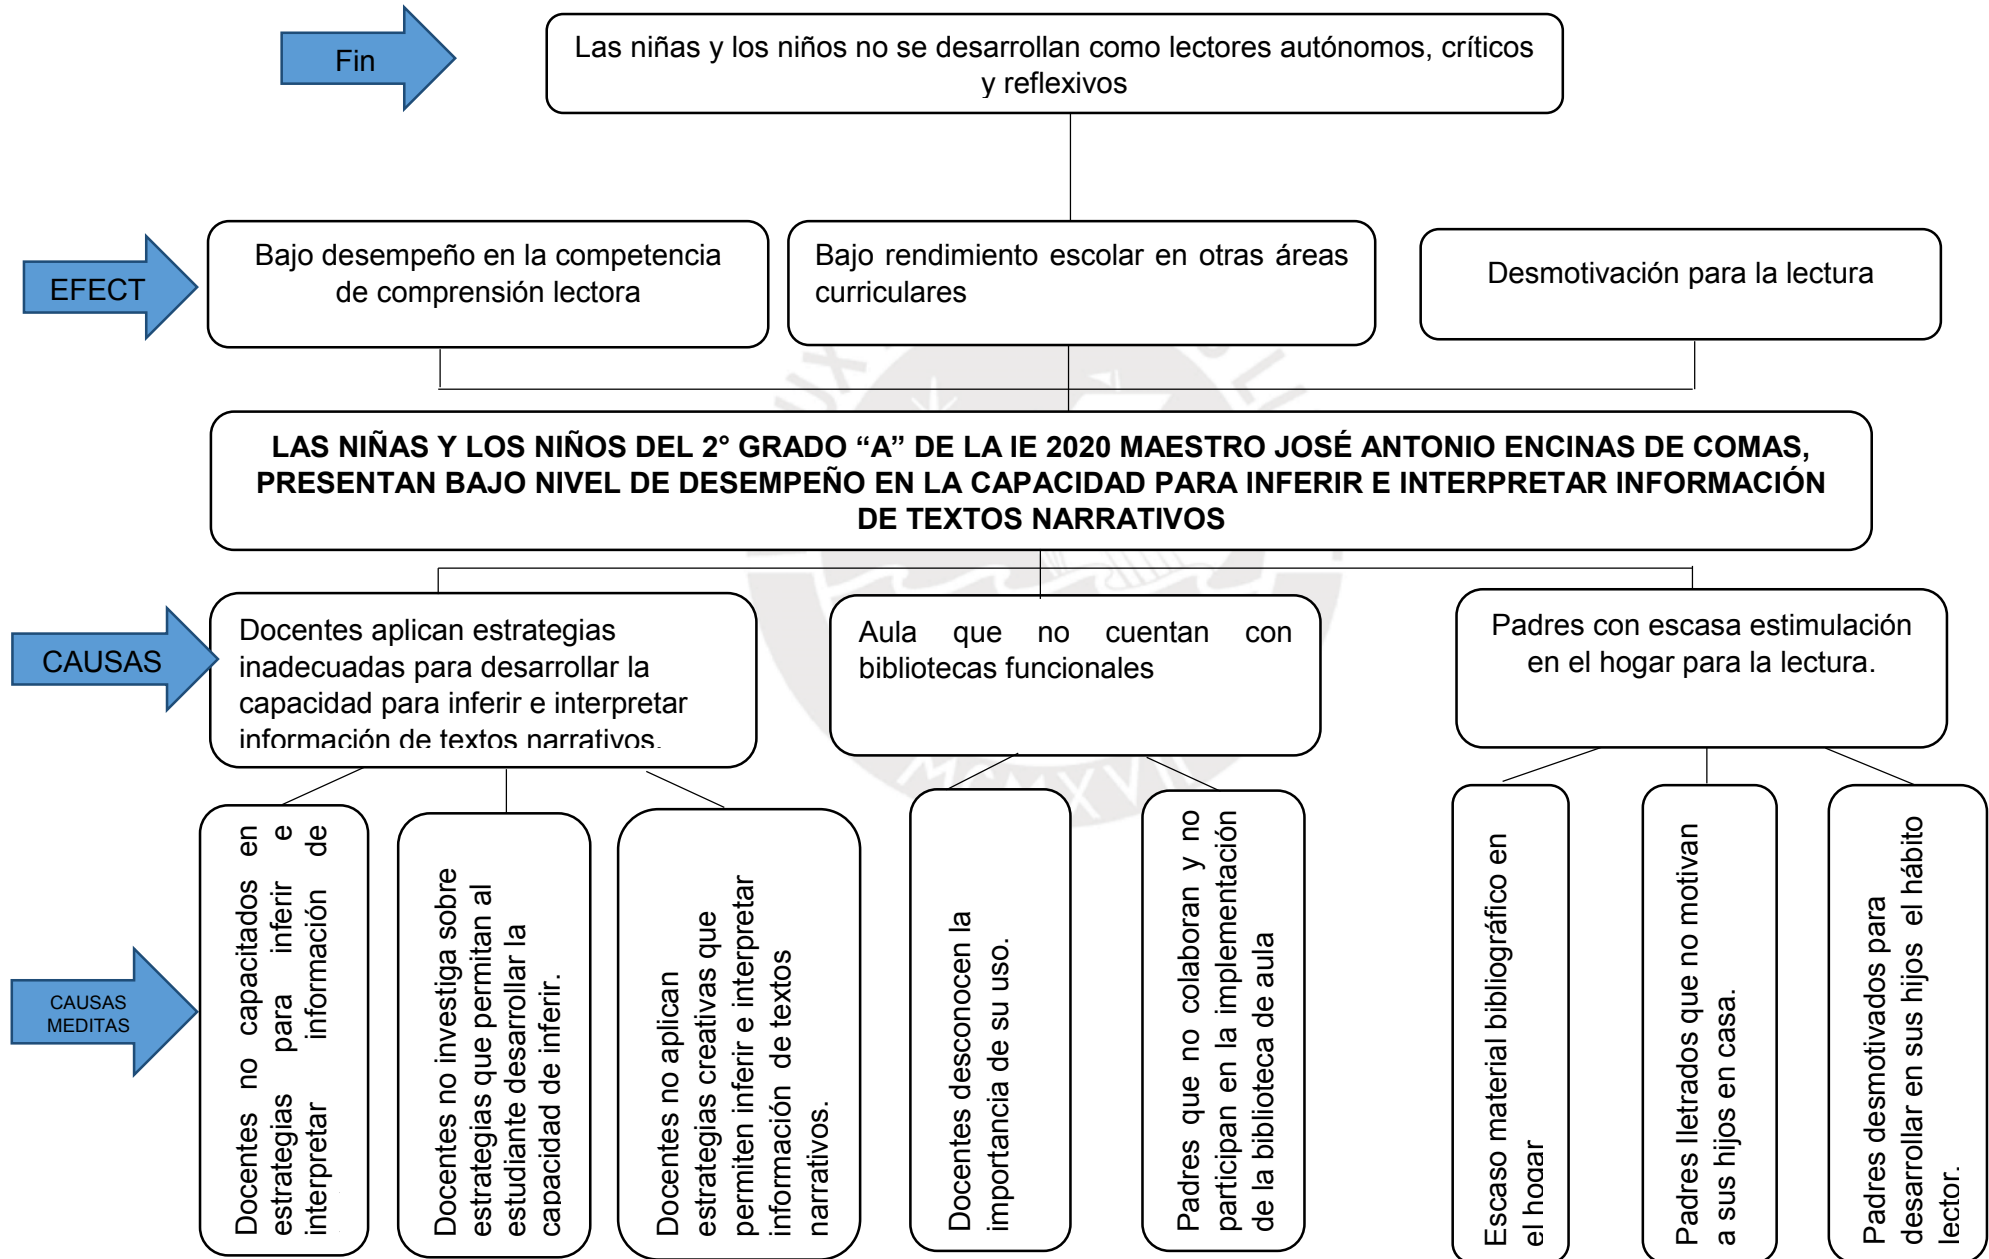 Fin
Las niñas y los niños no se desarrollan como lectores autónomos, críticos
y reflexivos
EFECT
Bajo desempeño en la competencia
de comprensión lectora
Bajo rendimiento escolar en otras áreas
curriculares
Desmotivación para la lectura
LAS NIÑAS Y LOS NIÑOS DEL 2° GRADO “A” DE LA IE 2020 MAESTRO JOSÉ ANTONIO ENCINAS DE COMAS,
PRESENTAN BAJO NIVEL DE DESEMPEÑO EN LA CAPACIDAD PARA INFERIR E INTERPRETAR INFORMACIÓN
DE TEXTOS NARRATIVOS
CAUSAS
Docentes aplican estrategias
inadecuadas para desarrollar la
capacidad para inferir e interpretar
información de textos narrativos.
Aula que no cuentan con
bibliotecas funcionales
Padres con escasa estimulación
en el hogar para la lectura.
CAUSAS
MEDITAS
Docentes no capacitados en
estrategias para inferir e
interpretar información de
Docentes no investiga sobre
estrategias que permitan al
estudiante desarrollar la
capacidad de inferir.
Docentes no aplican
estrategias creativas que
permiten inferir e interpretar
información de textos
narrativos.
Docentes desconocen la
importancia de su uso.
Padres que no colaboran y no
participan en la implementación
de la biblioteca de aula
Escaso material bibliográfico en
el hogar
Padres lletrados que no motivan
a sus hijos en casa.
Padres desmotivados para
desarrollar en sus hijos el hábito
lector.
MCMXVII